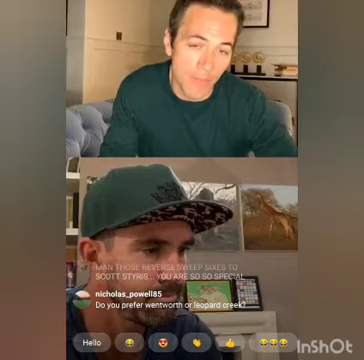 MAN THOSE REVERSE SWEEP SIXES TO
SCOTT STYRIS... YOU ARE SO SO SPECIAL
nicholas_powell85
Do you prefer wentworth or leopard creek?
Hello
InShOt